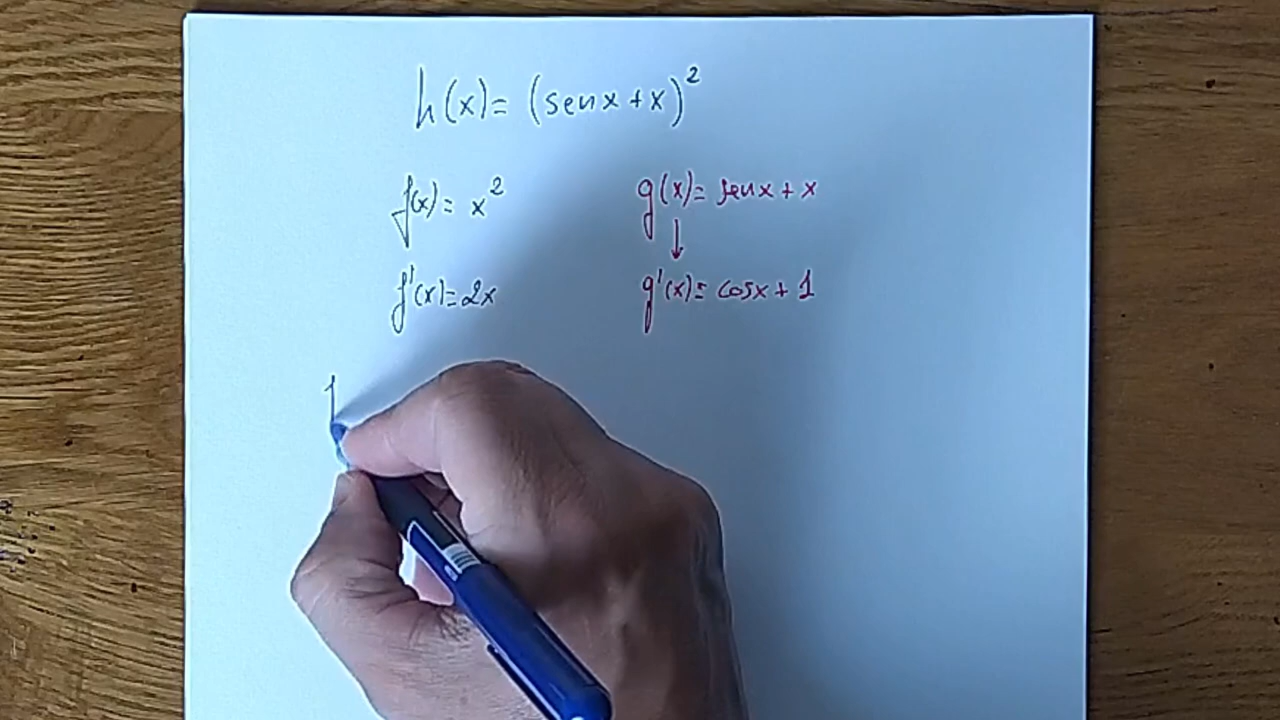 h(x) = (sen x + x)²
f(x) = x² g(x) = sen x + x
↓
f'(x) = 2x g'(x) = cos x + 1